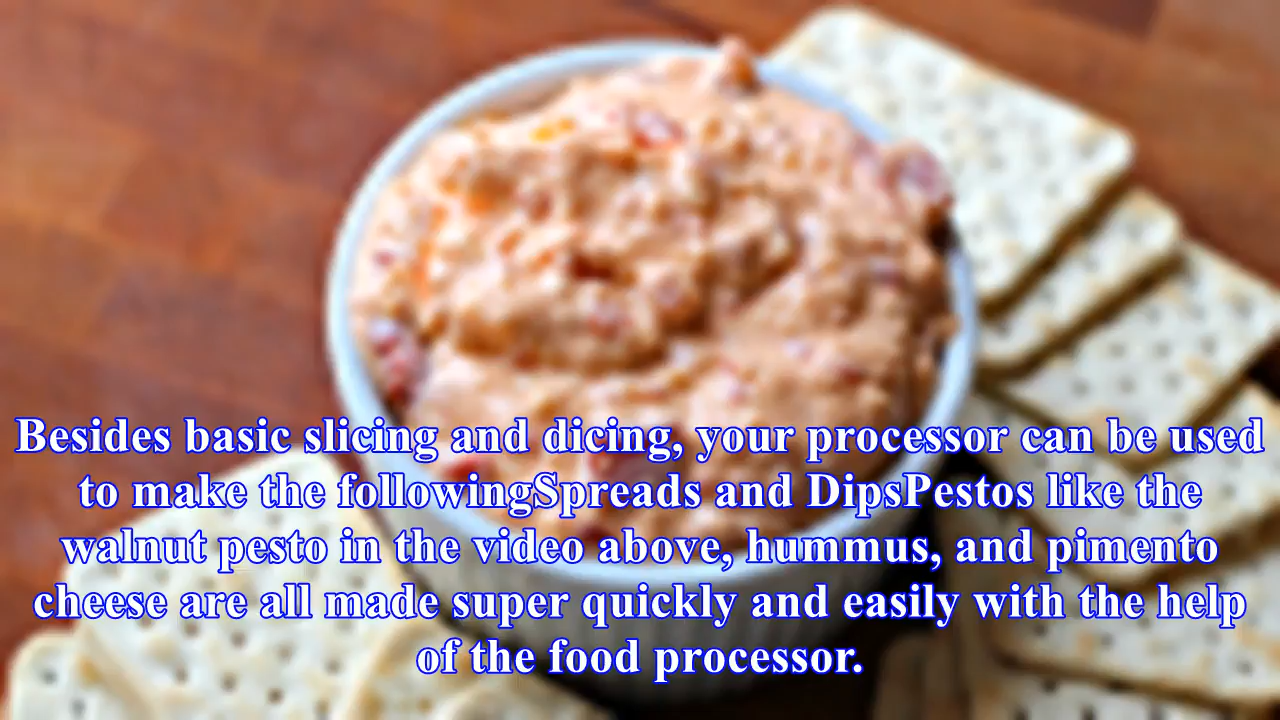 Besides basic slicing and dicing, your processor can be used
to make the followingSpreads and DipsPestos like the
walnut pesto in the video above, hummus, and pimento
cheese are all made super quickly and easily with the help
of the food processor.